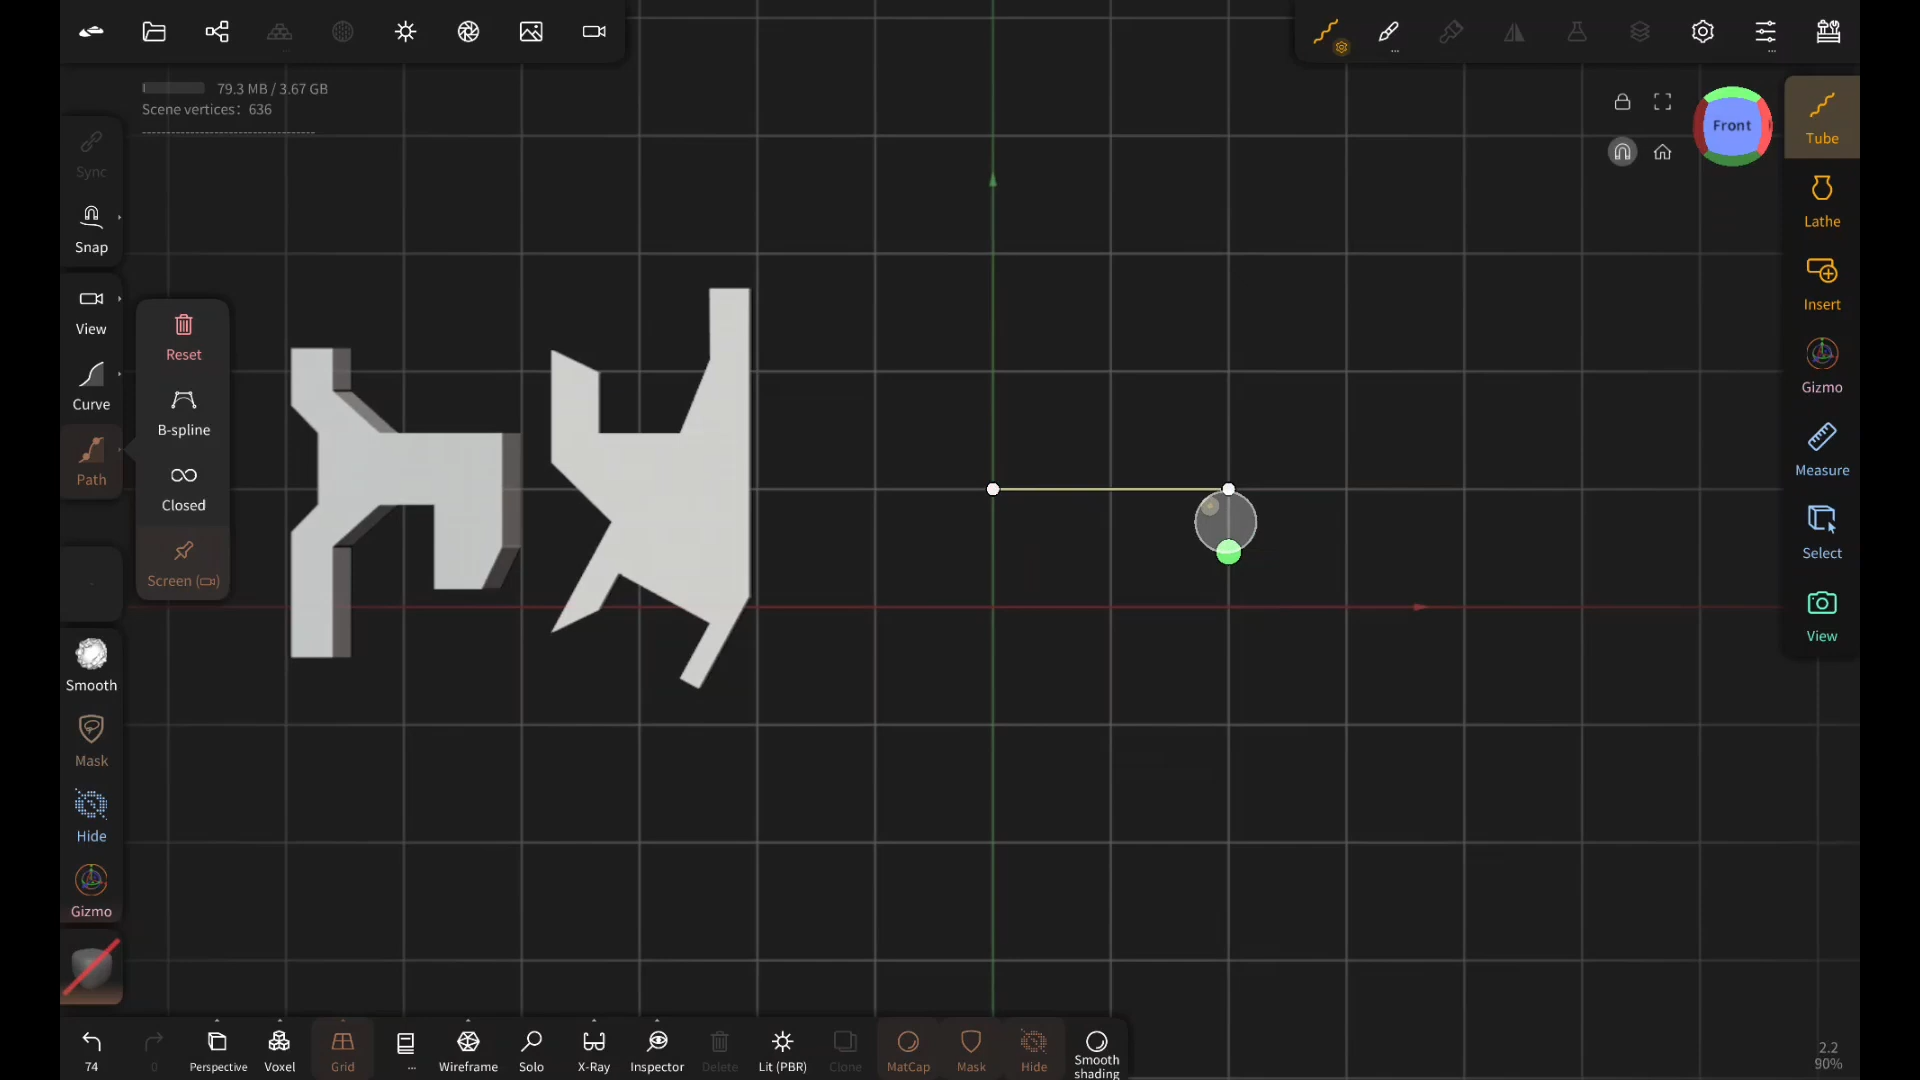 79.3 MB / 3.67 GB
Scene vertices: 636
Front
Sync
Snap
View
Curve
Path
Reset
B-spline
Closed
Screen
Smooth
Mask
Hide
Gizmo
Tube
Lathe
Insert
Gizmo
Measure
Select
View
74
0
Perspective
Voxel
Grid
...
Wireframe
Solo
X-Ray
Inspector
Delete
Lit (PBR)
Clone
MatCap
Mask
Hide
Smooth
shading
2.2
90%